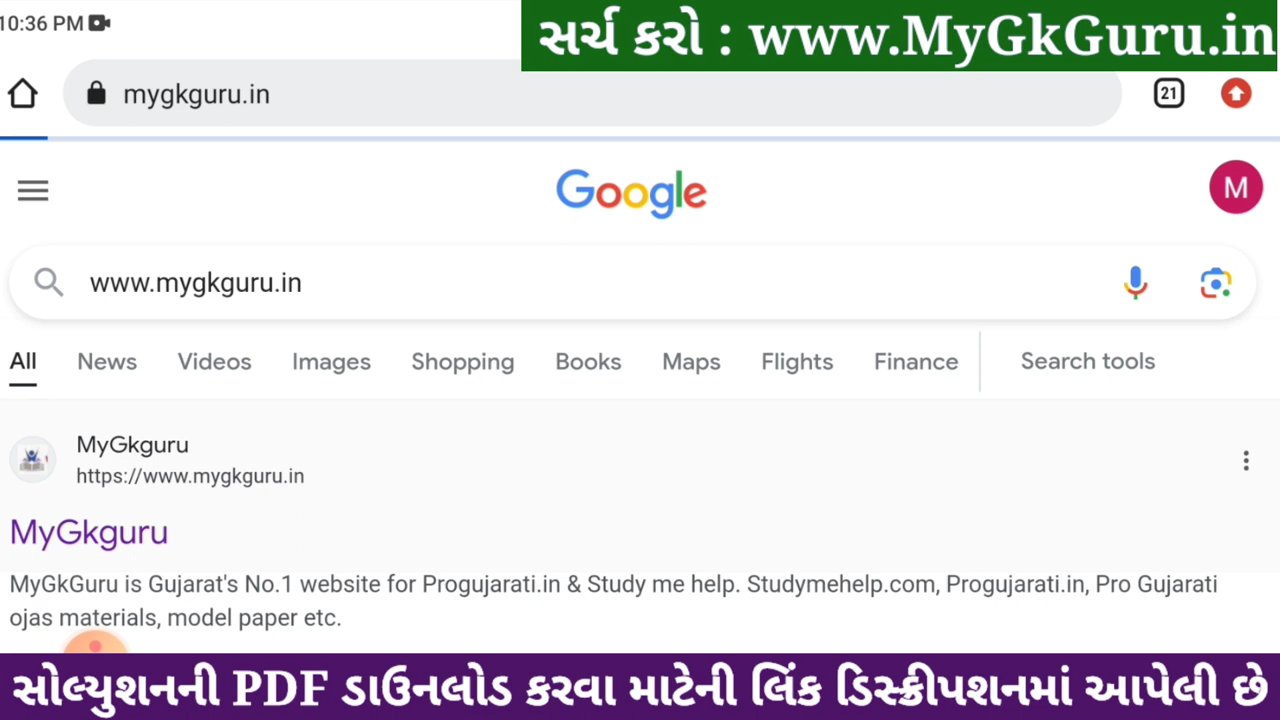 10:36 PM
સર્ચ કરો : www.MyGkGuru.in
mygkguru.in
21
Google
M
www.mygkguru.in
All News Videos Images Shopping Books Maps Flights Finance Search tools
MyGkguru
https://www.mygkguru.in
MyGkguru
MyGkGuru is Gujarat's No.1 website for Progujarati.in & Study me help. Studymehelp.com, Progujarati.in, Pro Gujarati
ojas materials, model paper etc.
સોલ્યુશનની PDF ડાઉનલોડ કરવા માટેની લિંક ડિસ્ક્રીપશનમાં આપેલી છે